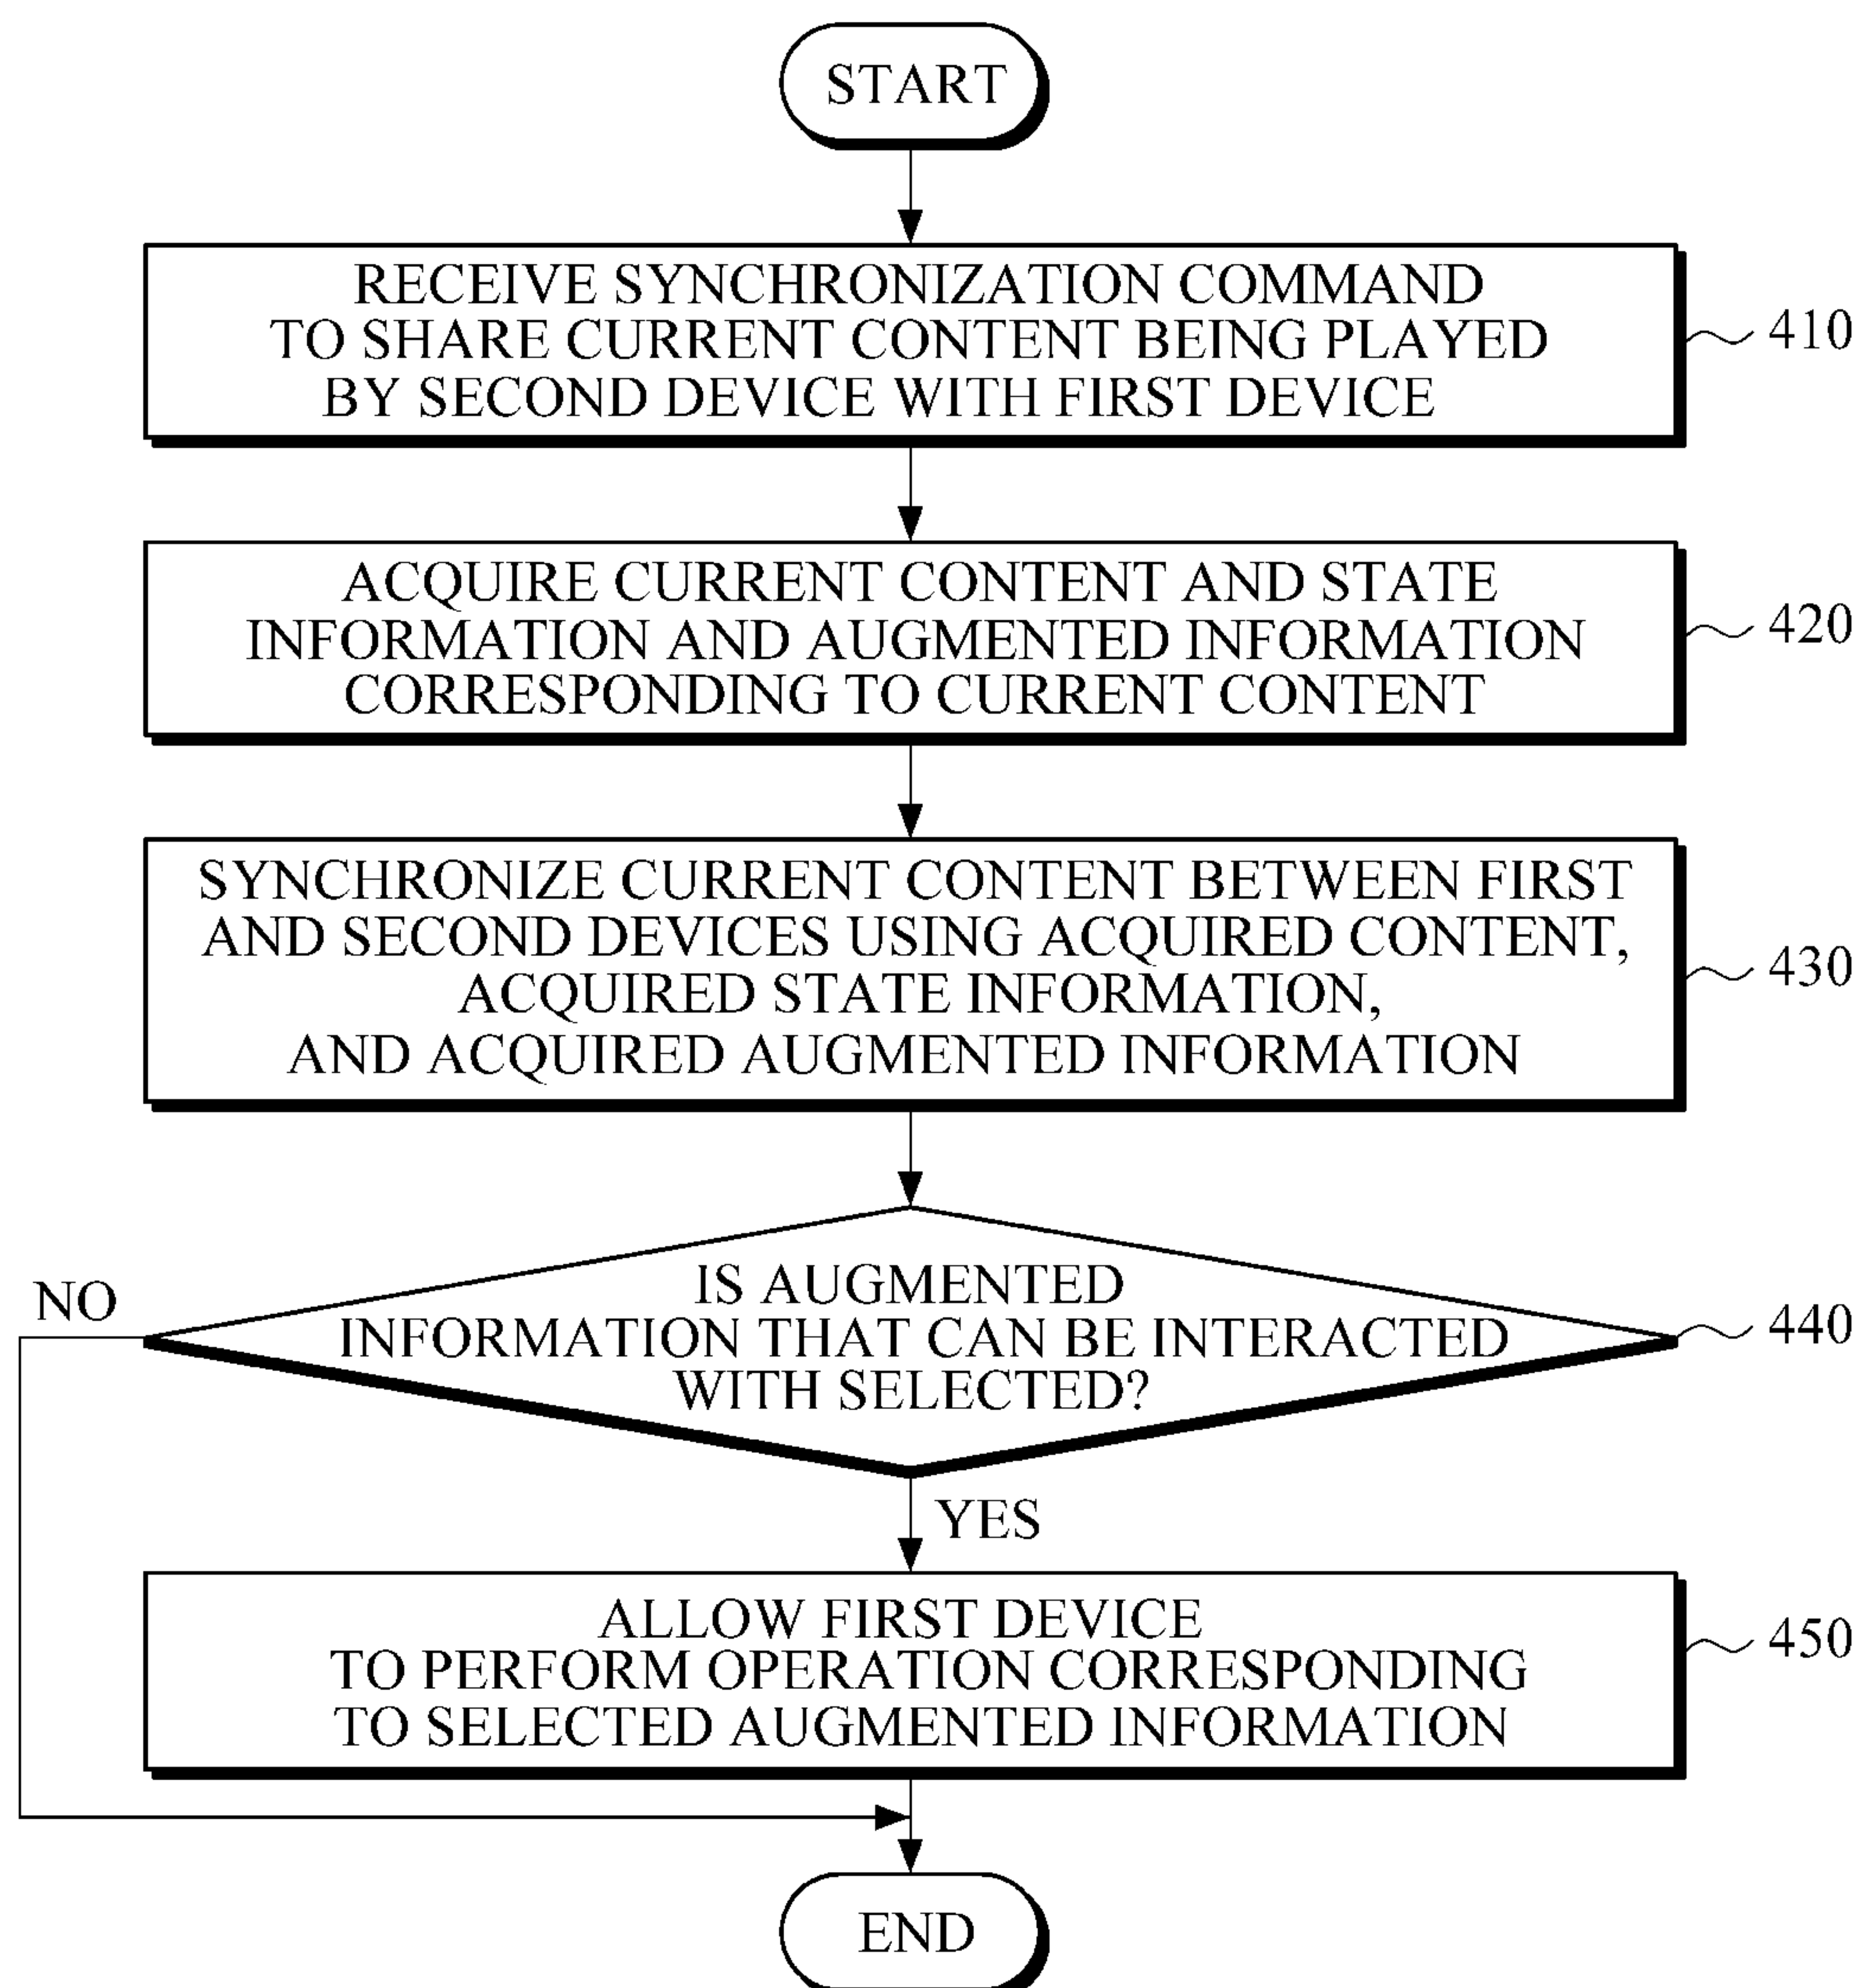 START
RECEIVE SYNCHRONIZATION COMMAND
TO SHARE CURRENT CONTENT BEING PLAYED
BY SECOND DEVICE WITH FIRST DEVICE
410
ACQUIRE CURRENT CONTENT AND STATE
INFORMATION AND AUGMENTED INFORMATION
CORRESPONDING TO CURRENT CONTENT
420
SYNCHRONIZE CURRENT CONTENT BETWEEN FIRST
AND SECOND DEVICES USING ACQUIRED CONTENT,
ACQUIRED STATE INFORMATION,
AND ACQUIRED AUGMENTED INFORMATION
430
IS AUGMENTED
INFORMATION THAT CAN BE INTERACTED
WITH SELECTED?
440
NO
YES
ALLOW FIRST DEVICE
TO PERFORM OPERATION CORRESPONDING
TO SELECTED AUGMENTED INFORMATION
450
END